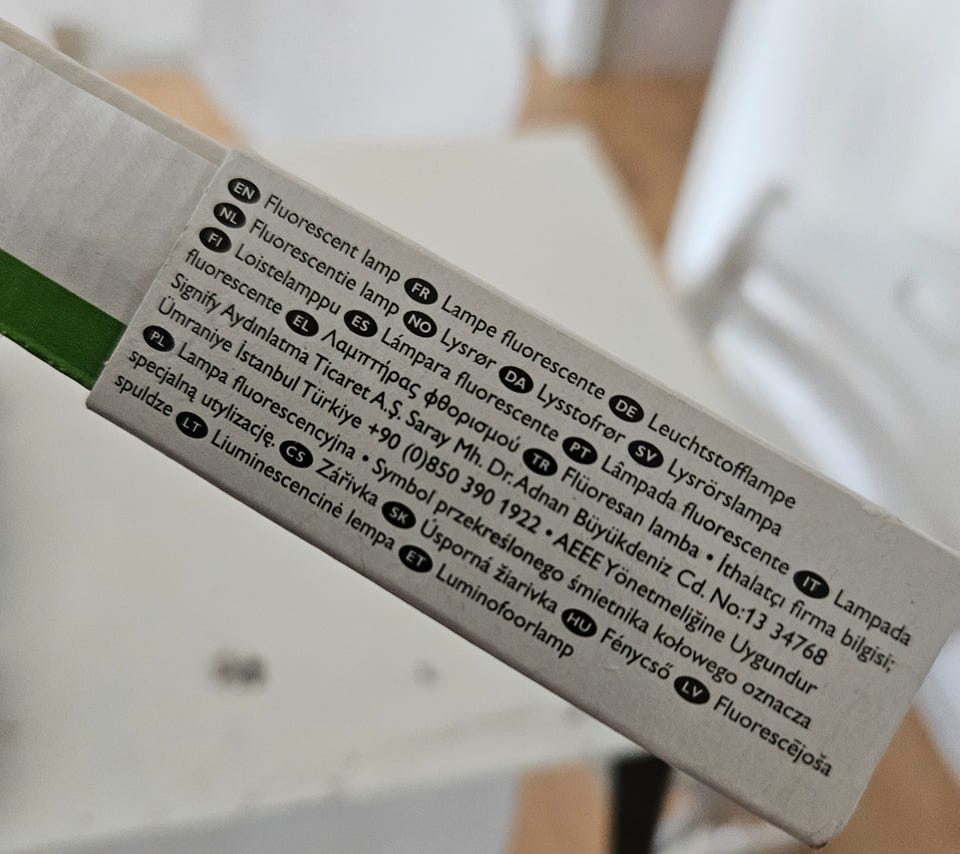 EN Fluorescent lamp FR Lampe fluorescente DE Leuchtstofflampe
NL Fluorescentie lamp NO Lysrør DA Lysstofrør SV Lysrörslampa
FI Loistelamppu ES Lámpara fluorescente PT Lâmpada fluorescente IT Lampada
fluorescente EL Λαμπτήρας φθορισμού TR Flüoresan lamba • İthalatçı firma bilgisi;
Signify Aydınlatma Ticaret A.Ş. Saray Mh. Dr. Adnan Büyükdeniz Cd. No:13 34768
Ümraniye İstanbul Türkiye +90 (0)850 390 1922 • AEEE Yönetmeliğine Uygundur
PL Lampa fluorescencyjna • Symbol przekreślonego śmietnika kołowego oznacza
specjalną utylizację. CS Zářivka SK Úsporná žiarivka HU Fénycső LV Fluorescējoša
spuldze LT Liuminescencinė lempa ET Luminofoorlamp